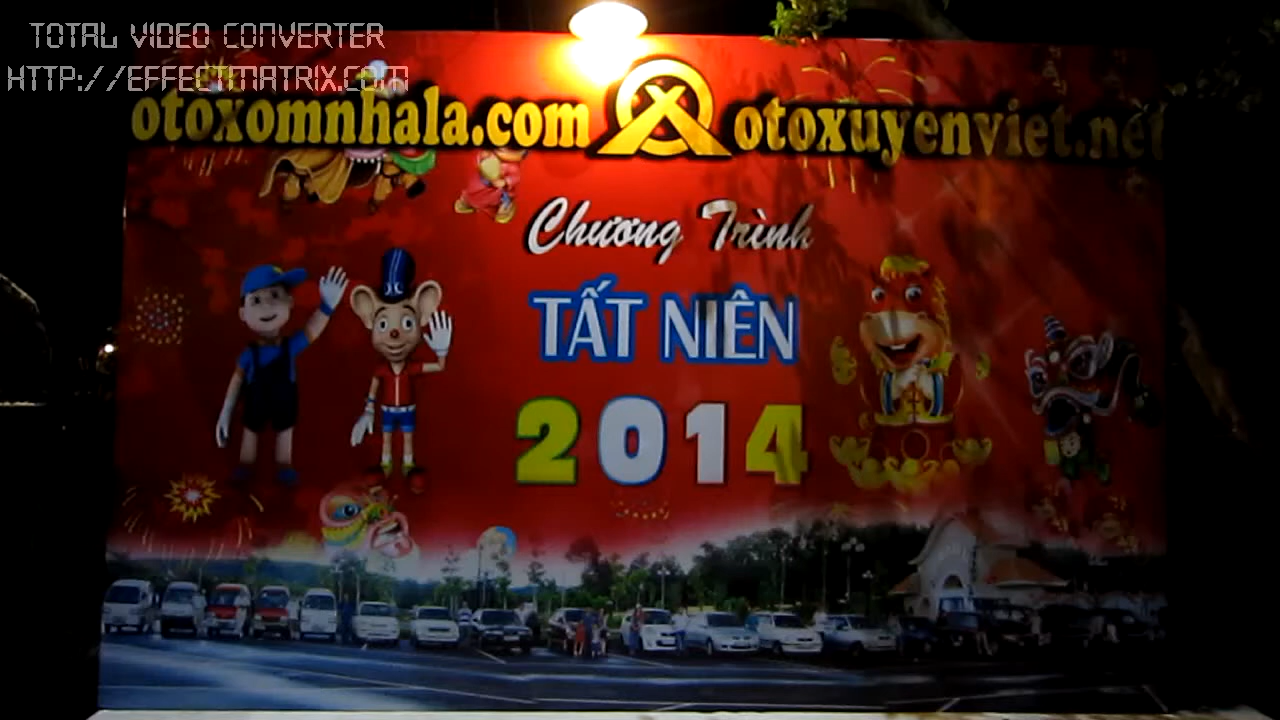 TOTAL VIDEO CONVERTER
HTTP://EFFECTMATRIX.COM
otoxomnhala.com otoxuyenviet.net
Chương Trình
TẤT NIÊN
2014